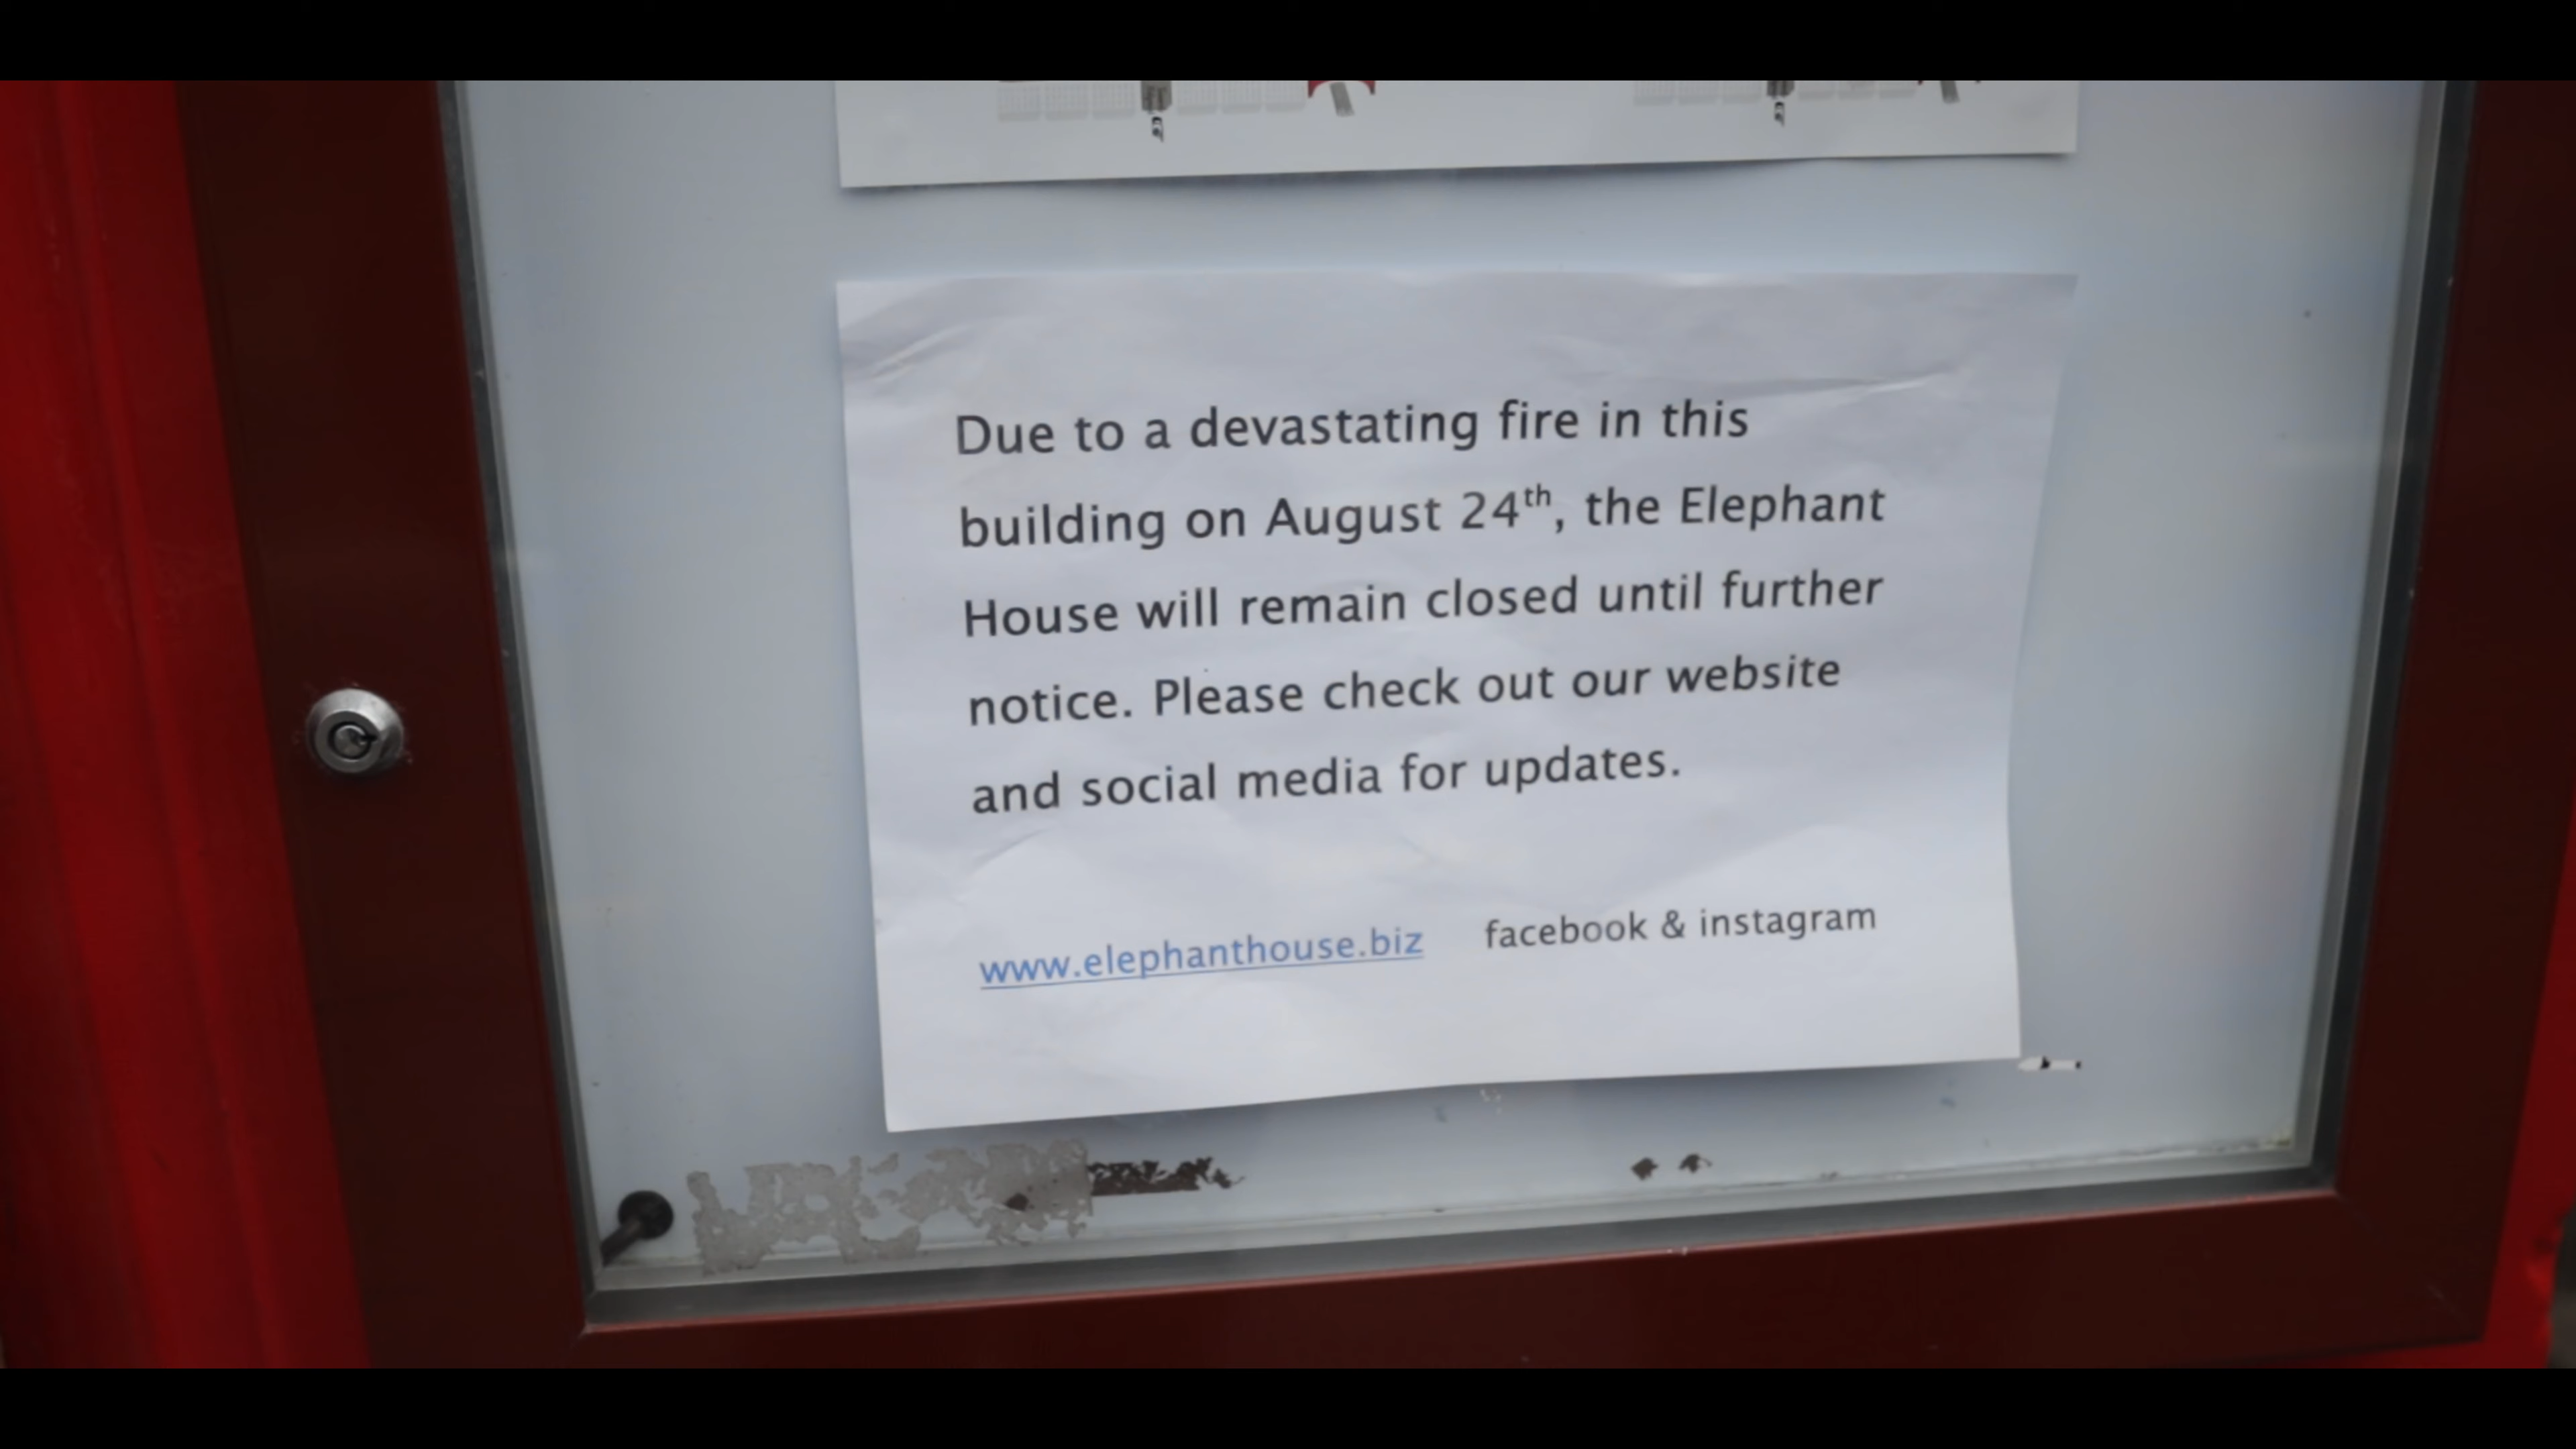 Due to a devastating fire in this
building on August 24th, the Elephant
House will remain closed until further
notice. Please check out our website
and social media for updates.
www.elephanthouse.biz facebook & instagram